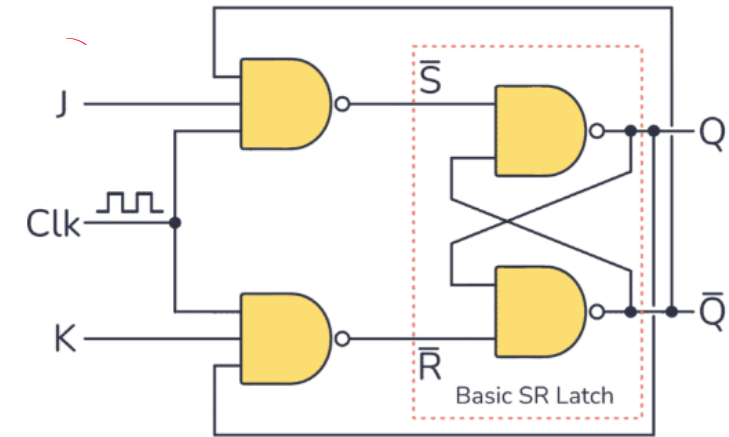 S̅
J
Q
Clk
Q̅
K
R̅
Basic SR Latch